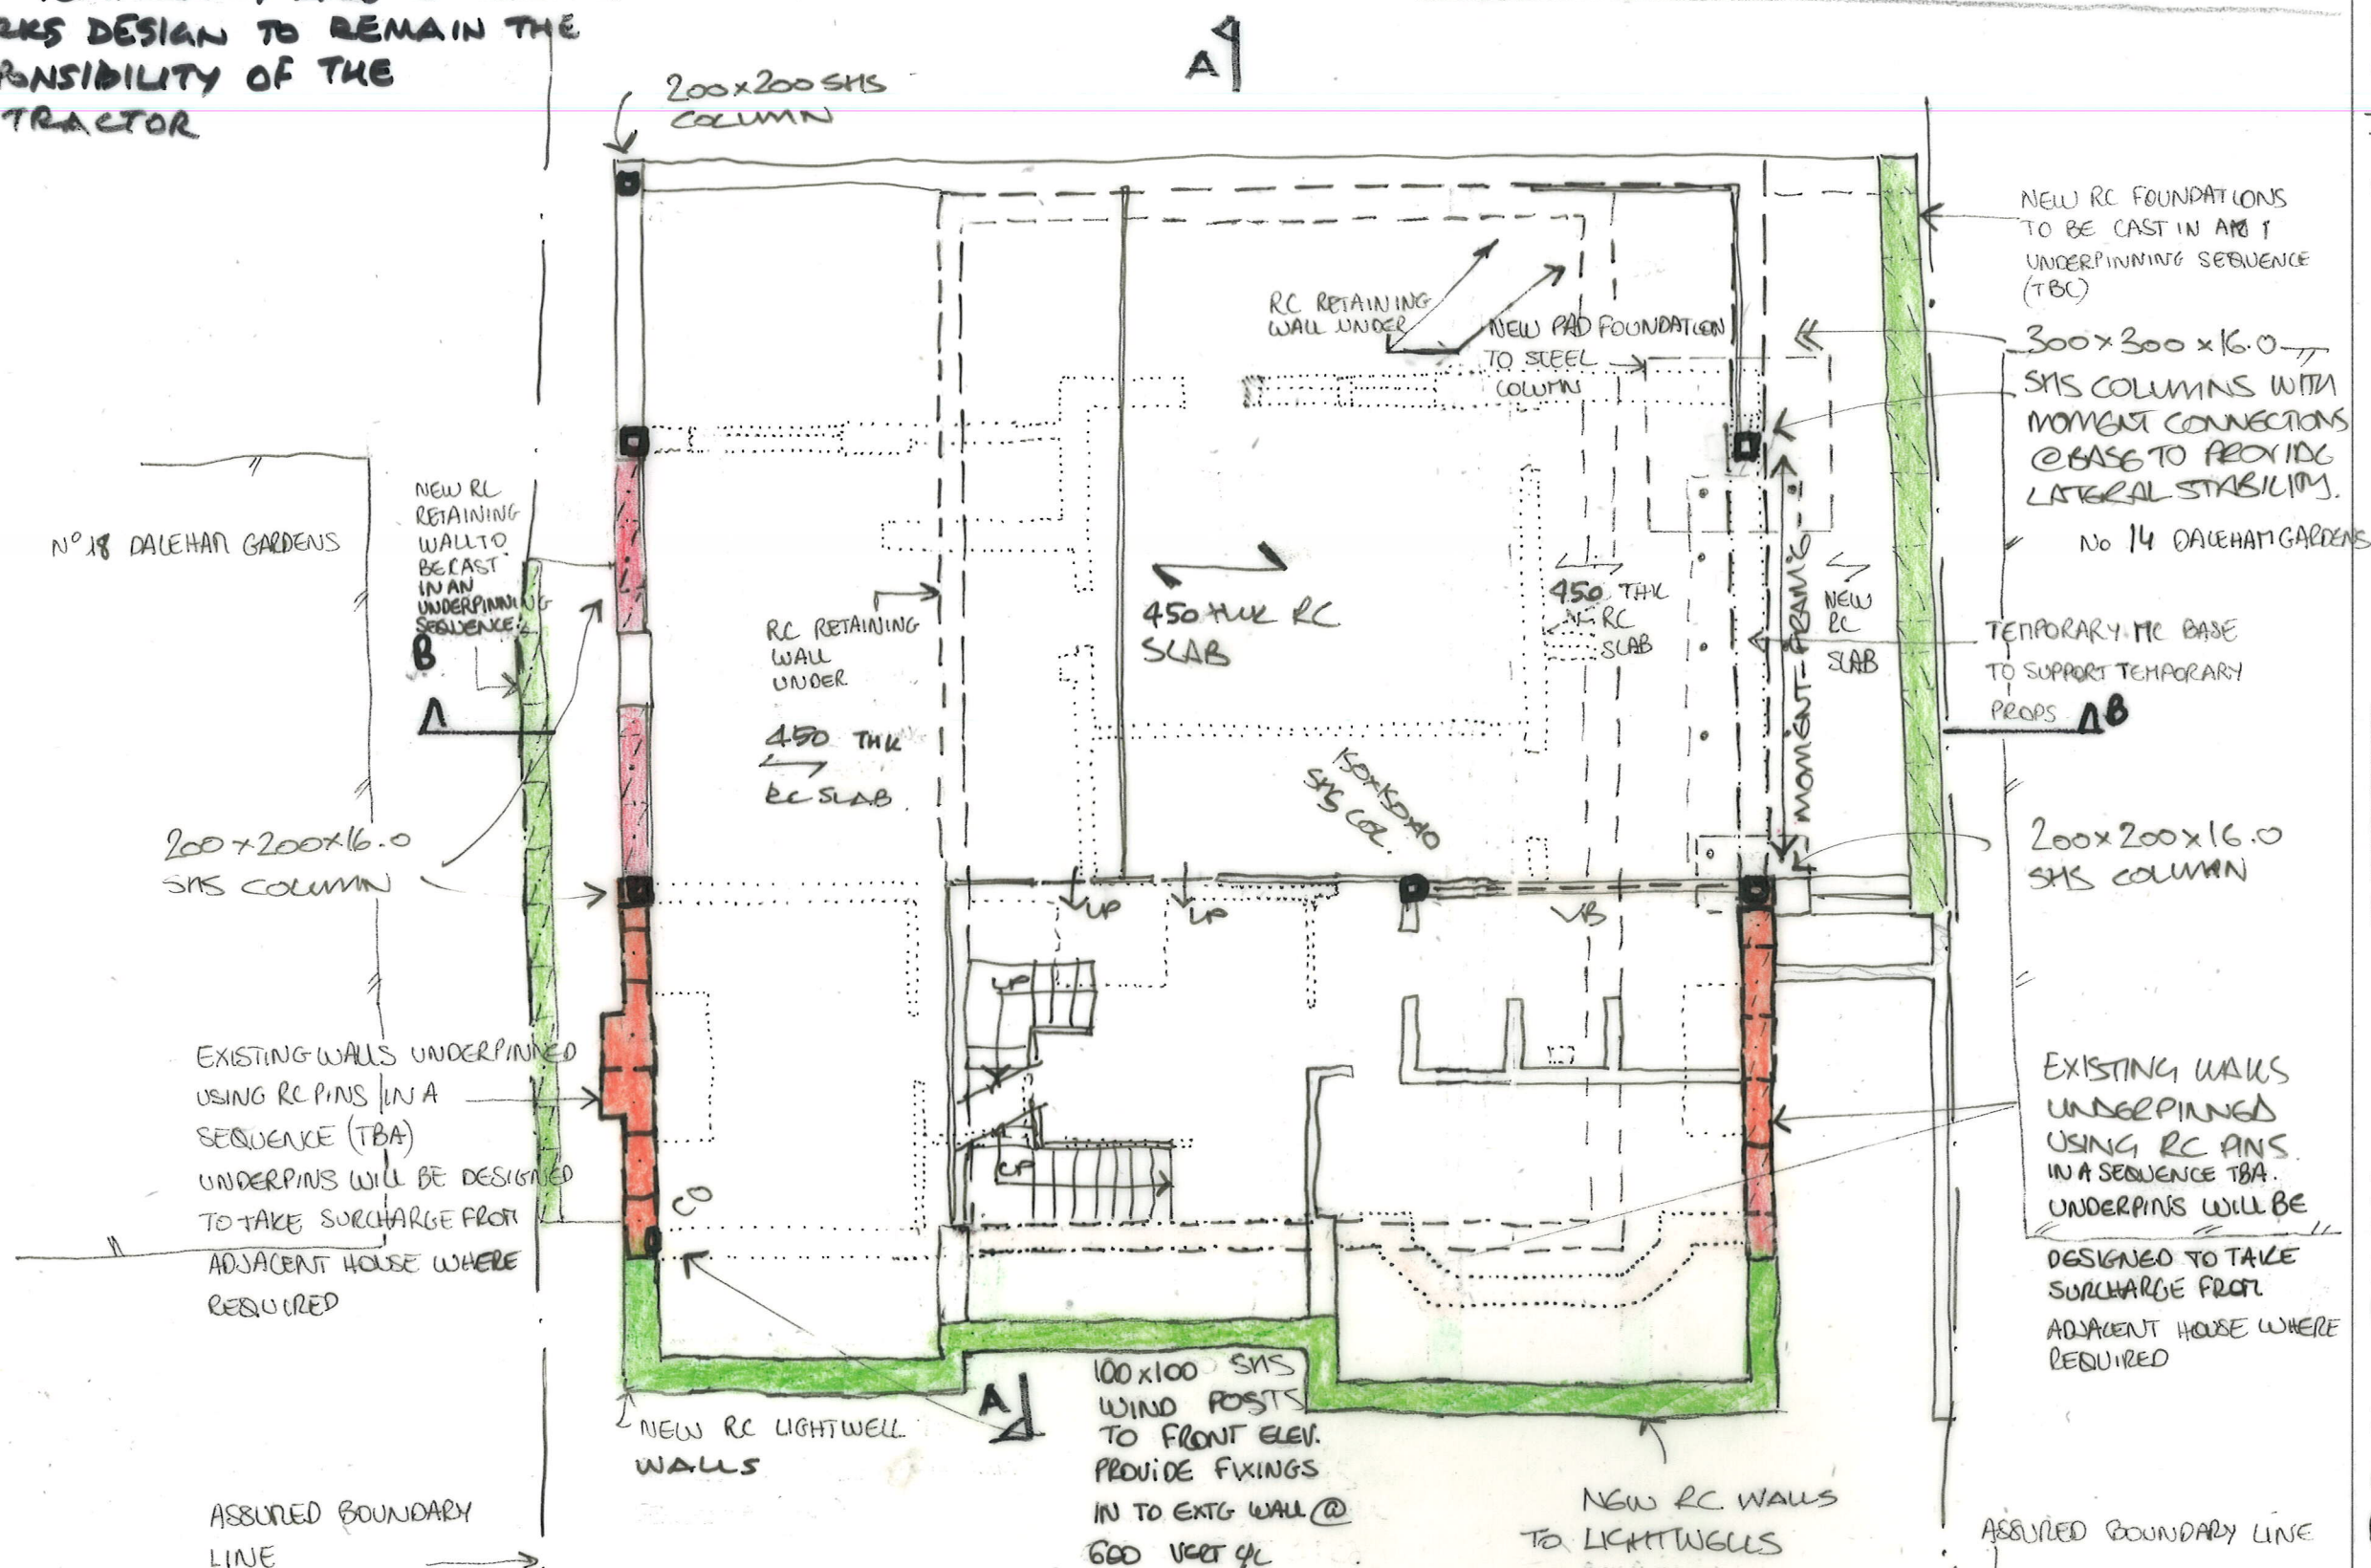 RKS DESIGN TO REMAIN THE
ONSIBILITY OF THE
TRACTOR
200x200 SHS
COLUMN
A
NEW RC FOUNDATIONS
TO BE CAST IN AN
UNDERPINNING SEQUENCE
(TBC)
RC RETAINING
WALL UNDER
NEW PAD FOUNDATION
TO STEEL
COLUMN
300x300x16.0
SHS COLUMNS WITH
MOMENT CONNECTIONS
@ BASE TO PROVIDE
LATERAL STABILITY.
No 14 DALEHAM GARDENS
No 18 DALEHAM GARDENS
NEW RC
RETAINING
WALL TO
BE CAST
IN AN
UNDERPINNING
SEQUENCE.
B
RC RETAINING
WALL
UNDER
450 THK RC
SLAB
450 THK
RC
SLAB
MOMENT FRAME
NEW
RC
SLAB
TEMPORARY MC BASE
TO SUPPORT TEMPORARY
PROPS
B
450 THK
RC SLAB
150x150x10
SHS COL.
200x200x16.0
SHS COLUMN
200x200x16.0
SHS COLUMN
UP
UP
VB
UP
UP
CO
EXISTING WALLS UNDERPINNED
USING RC PINS IN A
SEQUENCE (TBA)
UNDERPINS WILL BE DESIGNED
TO TAKE SURCHARGE FROM
ADJACENT HOUSE WHERE
REQUIRED
EXISTING WALLS
UNDERPINNED
USING RC PINS
IN A SEQUENCE TBA.
UNDERPINS WILL BE
DESIGNED TO TAKE
SURCHARGE FROM
ADJACENT HOUSE WHERE
REQUIRED
NEW RC LIGHTWELL
WALLS
A
100x100 SHS
WIND POSTS
TO FRONT ELEV.
PROVIDE FIXINGS
IN TO EXTG WALL @
600 VERT C/C
NEW RC WALLS
TO LIGHTWELLS
ASSURED BOUNDARY
LINE
ASSURED BOUNDARY LINE